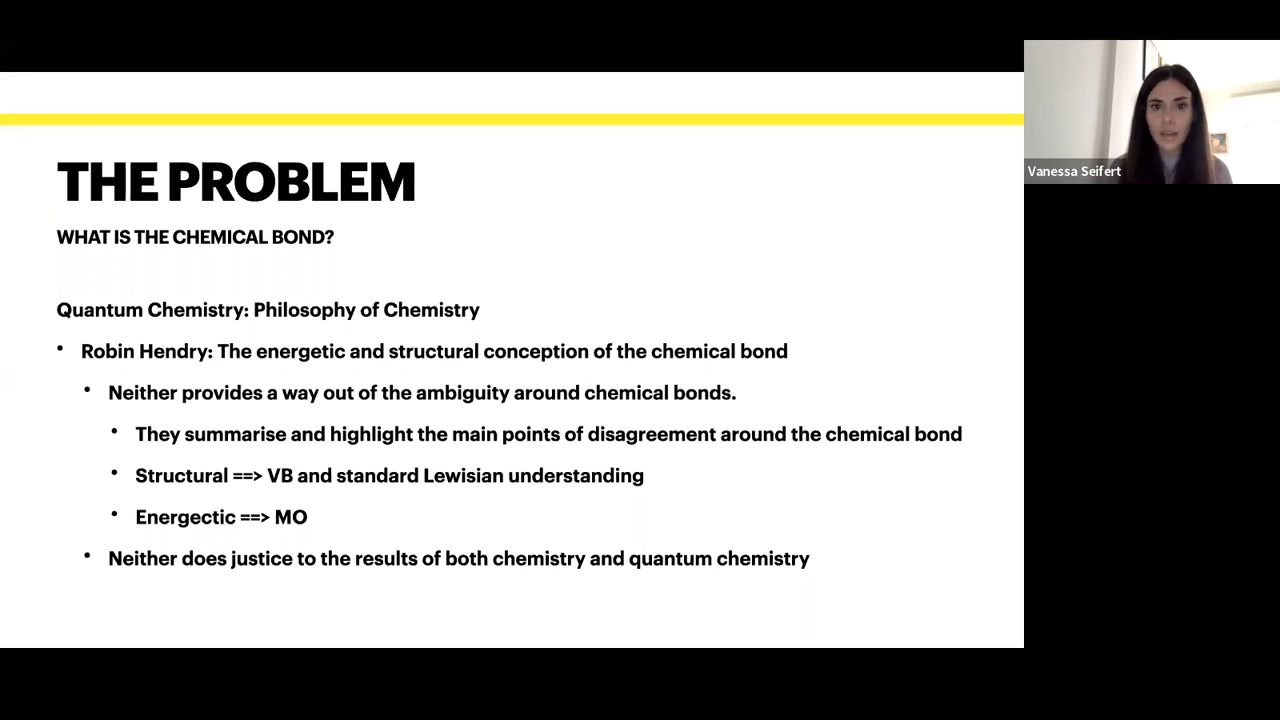 THE PROBLEM
WHAT IS THE CHEMICAL BOND?
Quantum Chemistry: Philosophy of Chemistry
• Robin Hendry: The energetic and structural conception of the chemical bond
• Neither provides a way out of the ambiguity around chemical bonds.
• They summarise and highlight the main points of disagreement around the chemical bond
• Structural ==> VB and standard Lewisian understanding
• Energectic ==> MO
• Neither does justice to the results of both chemistry and quantum chemistry
Vanessa Seifert